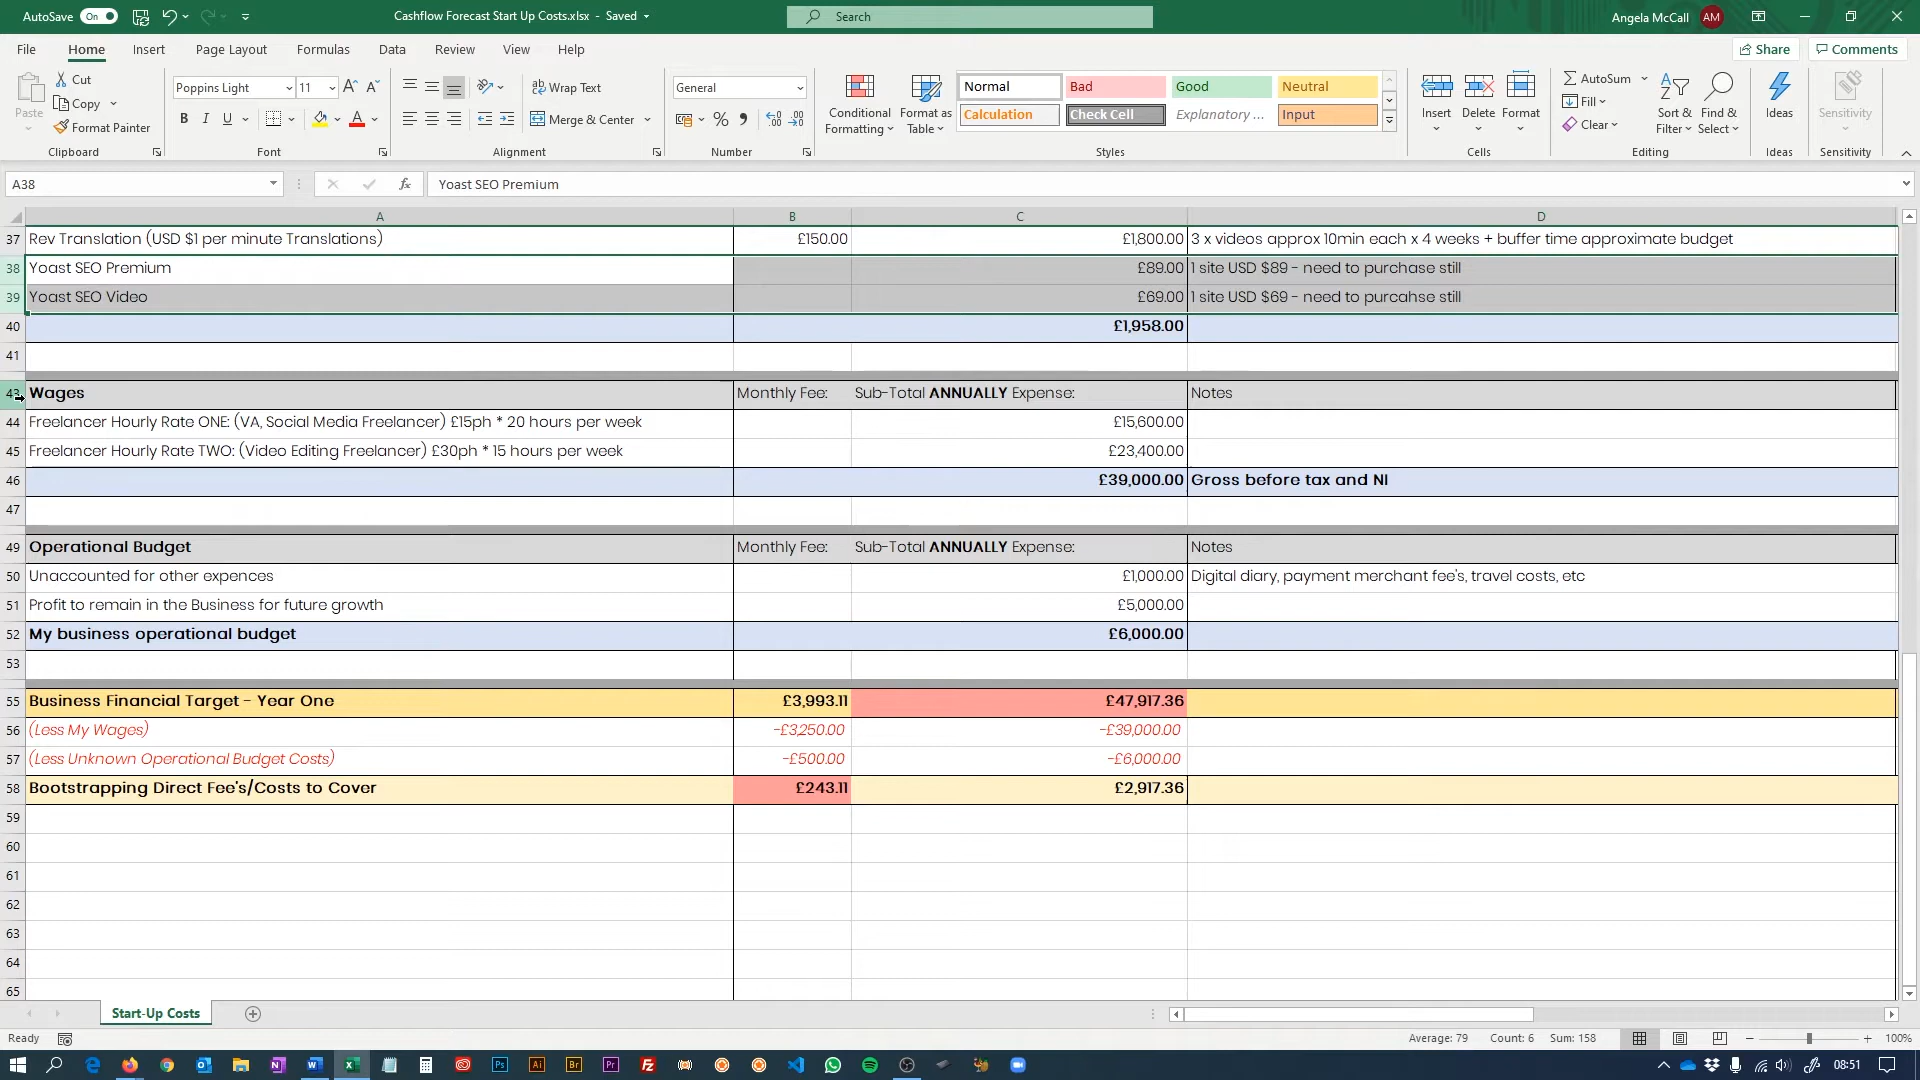 AutoSave On Cashflow Forecast Start Up Costs.xlsx - Saved Search Angela McCall AM
File Home Insert Page Layout Formulas Data Review View Help Share Comments
Paste Cut Copy Format Painter
Clipboard
Poppins Light 11
B I U
Font
Wrap Text
Merge & Center
Alignment
General
Number
Conditional Formatting Format as Table
Normal Bad Good Neutral
Calculation Check Cell Explanatory ... Input
Styles
Insert Delete Format
Cells
AutoSum
Fill
Clear
Sort & Filter Find & Select
Editing
Ideas
Ideas
Sensitivity
Sensitivity
A38 fx Yoast SEO Premium
A B C D
37 Rev Translation (USD $1 per minute Translations) £150.00 £1,800.00 3 x videos approx 10min each x 4 weeks + buffer time approximate budget
38 Yoast SEO Premium £89.00 1 site USD $89 - need to purchase still
39 Yoast SEO Video £69.00 1 site USD $69 - need to purcahse still
40 £1,958.00
41
43 Wages Monthly Fee: Sub-Total ANNUALLY Expense: Notes
44 Freelancer Hourly Rate ONE: (VA, Social Media Freelancer) £15ph * 20 hours per week £15,600.00
45 Freelancer Hourly Rate TWO: (Video Editing Freelancer) £30ph * 15 hours per week £23,400.00
46 £39,000.00 Gross before tax and NI
47
49 Operational Budget Monthly Fee: Sub-Total ANNUALLY Expense: Notes
50 Unaccounted for other expences £1,000.00 Digital diary, payment merchant fee's, travel costs, etc
51 Profit to remain in the Business for future growth £5,000.00
52 My business operational budget £6,000.00
53
55 Business Financial Target - Year One £3,993.11 £47,917.36
56 (Less My Wages) -£3,250.00 -£39,000.00
57 (Less Unknown Operational Budget Costs) -£500.00 -£6,000.00
58 Bootstrapping Direct Fee's/Costs to Cover £243.11 £2,917.36
59
60
61
62
63
64
65
Start-Up Costs
Ready Average: 79 Count: 6 Sum: 158 100%
08:51